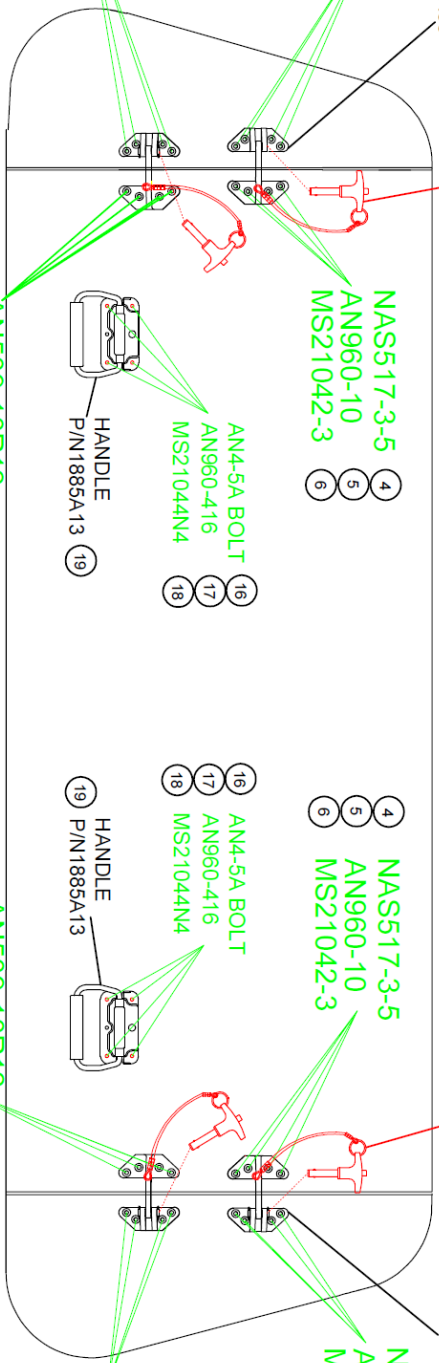 NAS517-3-5 4
AN960-10 5
MS21042-3 6
4 NAS517-3-5
5 AN960-10
6 MS21042-3
AN4-5A BOLT 16
AN960-416 17
MS21044N4 18
16 AN4-5A BOLT
17 AN960-416
18 MS21044N4
HANDLE
P/N1885A13 19
HANDLE
19 P/N1885A13